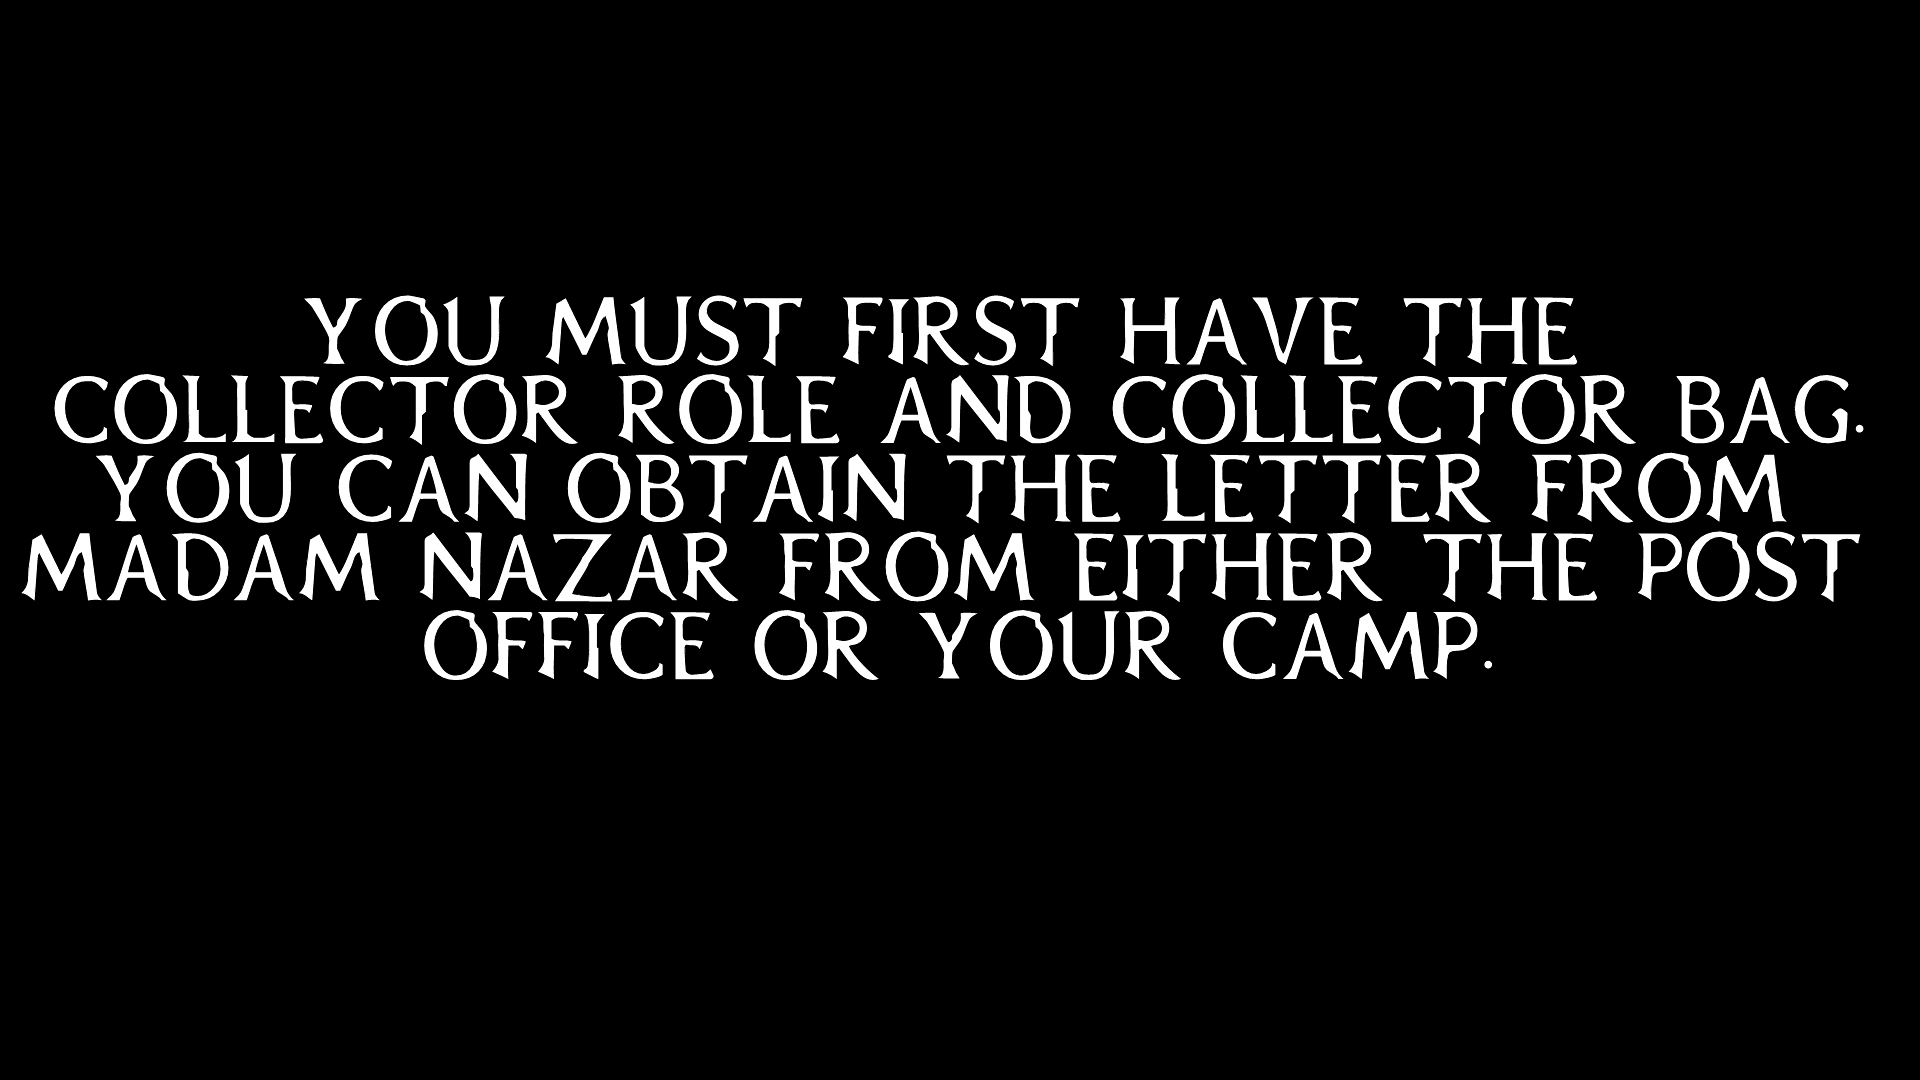 YOU MUST FIRST HAVE THE
COLLECTOR ROLE AND COLLECTOR BAG.
YOU CAN OBTAIN THE LETTER FROM
MADAM NAZAR FROM EITHER THE POST
OFFICE OR YOUR CAMP.